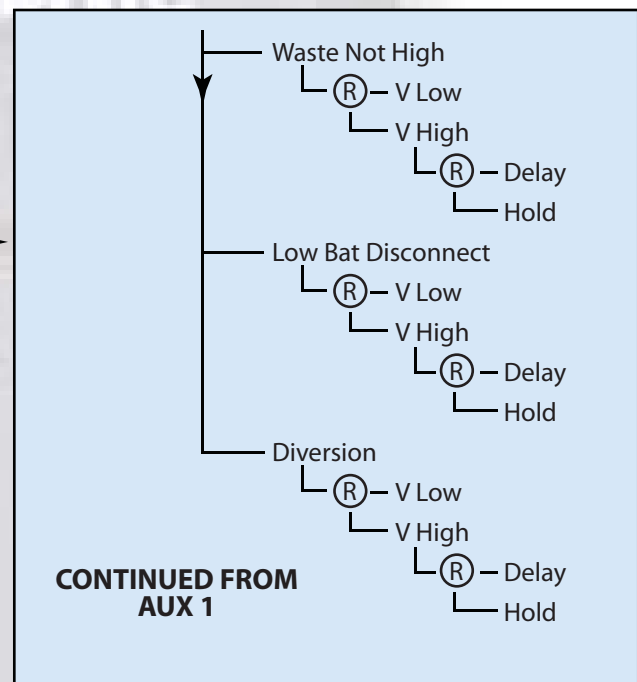 Waste Not High
R V Low
V High
R Delay
Hold
Low Bat Disconnect
R V Low
V High
R Delay
Hold
Diversion
R V Low
V High
R Delay
Hold
CONTINUED FROM
AUX 1